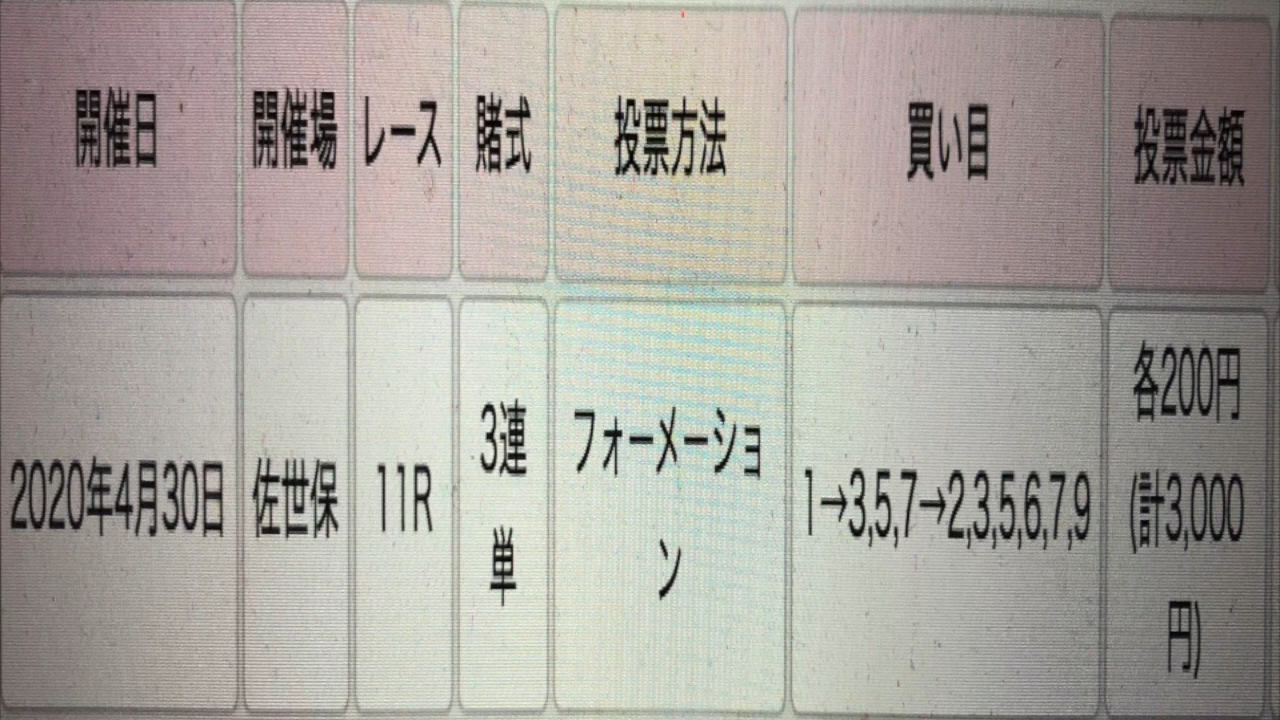 開催日 開催場 レース 賭式 投票方法 買い目 投票金額
2020年4月30日 佐世保 11R 3連
単 フォーメーショ
ン 1→3,5,7→2,3,5,6,7,9 各200円
(計3,000
円)